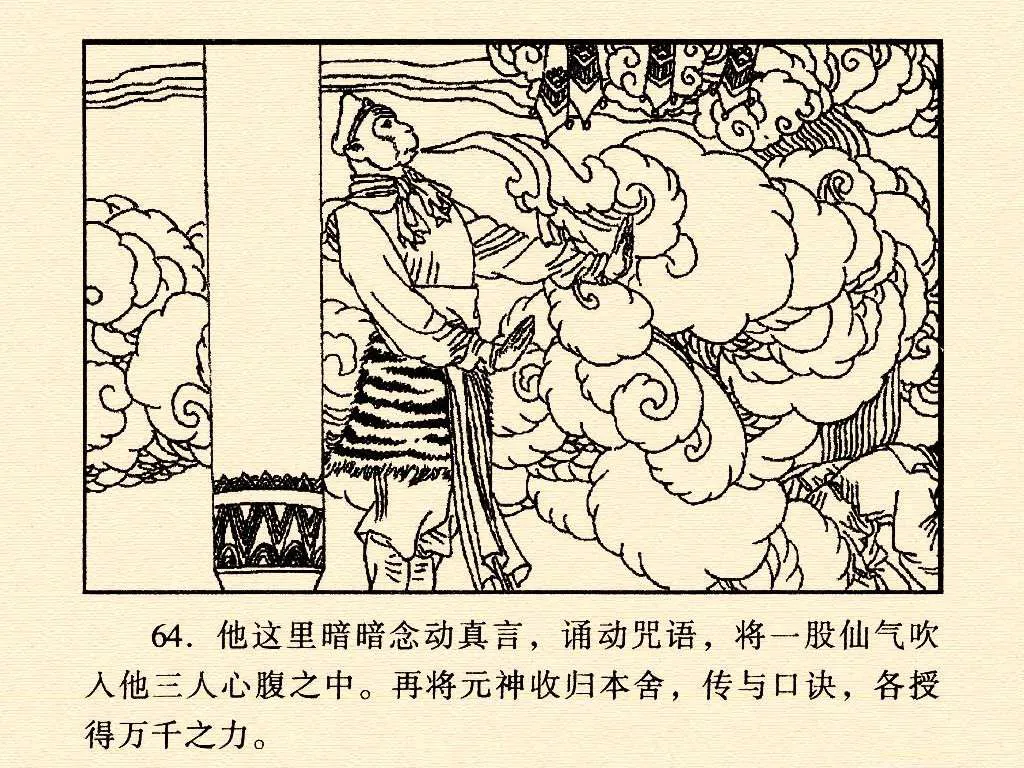 64．他这里暗暗念动真言，诵动咒语，将一股仙气吹
入他三人心腹之中。再将元神收归本舍，传与口诀，各授
得万千之力。